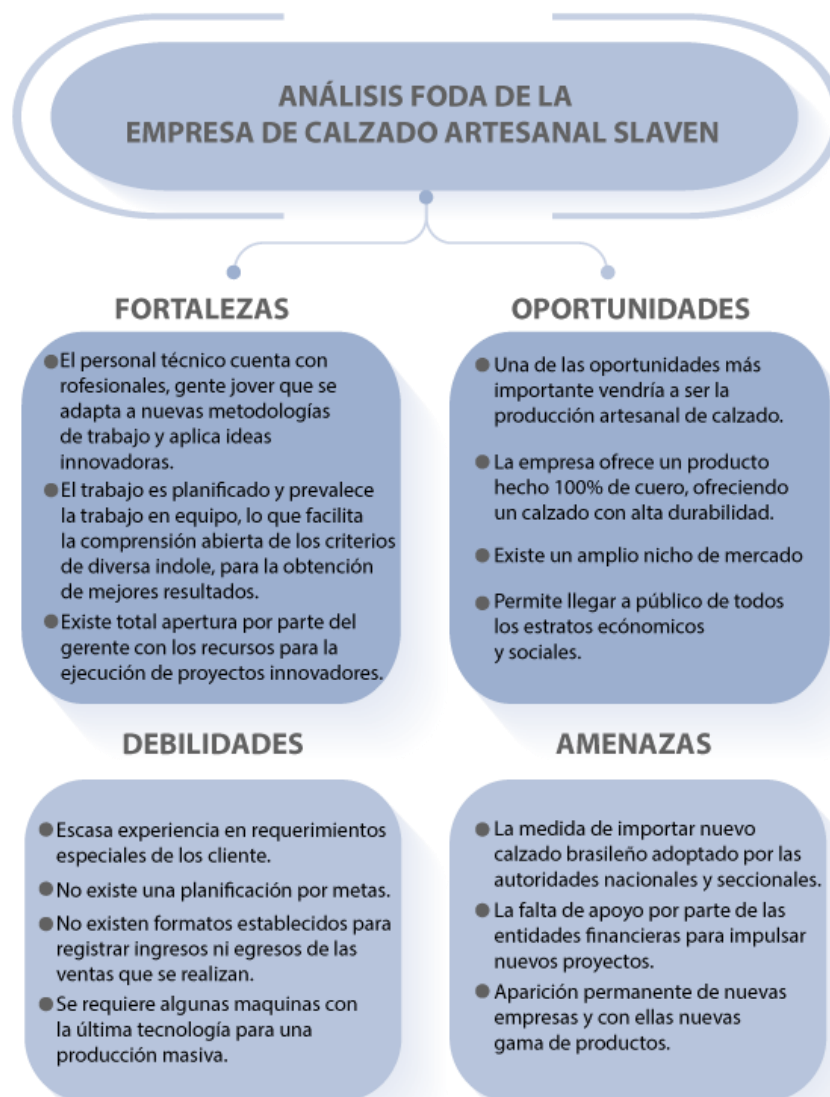 ANÁLISIS FODA DE LA
EMPRESA DE CALZADO ARTESANAL SLAVEN
FORTALEZAS
El personal técnico cuenta con
rofesionales, gente jover que se
adapta a nuevas metodologías
de trabajo y aplica ideas
innovadoras.
El trabajo es planificado y prevalece
la trabajo en equipo, lo que facilita
la comprensión abierta de los criterios
de diversa indole, para la obtención
de mejores resultados.
Existe total apertura por parte del
gerente con los recursos para la
ejecución de proyectos innovadores.
OPORTUNIDADES
Una de las oportunidades más
importante vendría a ser la
producción artesanal de calzado.
La empresa ofrece un producto
hecho 100% de cuero, ofreciendo
un calzado con alta durabilidad.
Existe un amplio nicho de mercado
Permite llegar a público de todos
los estratos ecónomicos
y sociales.
DEBILIDADES
Escasa experiencia en requerimientos
especiales de los cliente.
No existe una planificación por metas.
No existen formatos establecidos para
registrar ingresos ni egresos de las
ventas que se realizan.
Se requiere algunas maquinas con
la última tecnología para una
producción masiva.
AMENAZAS
La medida de importar nuevo
calzado brasileño adoptado por las
autoridades nacionales y seccionales.
La falta de apoyo por parte de las
entidades financieras para impulsar
nuevos proyectos.
Aparición permanente de nuevas
empresas y con ellas nuevas
gama de productos.